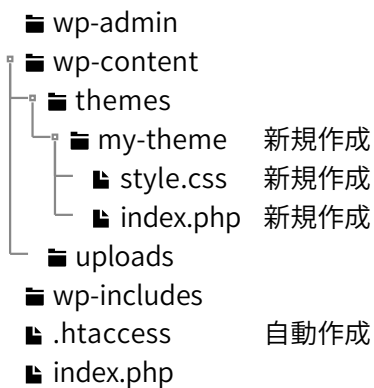 wp-admin
wp-content
themes
my-theme 新規作成
style.css 新規作成
index.php 新規作成
uploads
wp-includes
.htaccess 自動作成
index.php